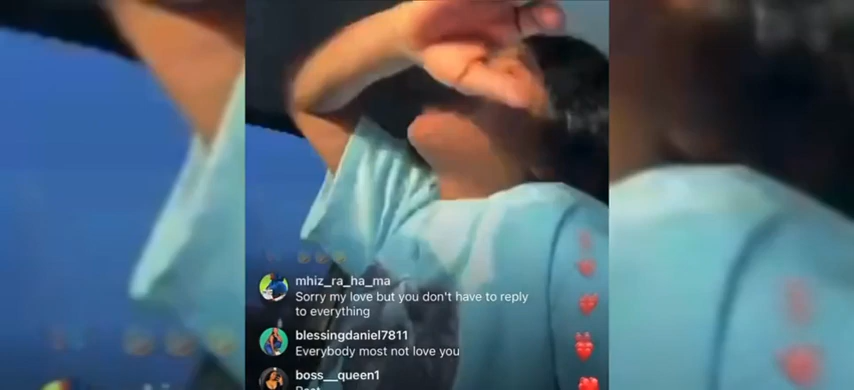 mhiz_ra_ha_ma
Sorry my love but you don't have to reply
to everything
blessingdaniel7811
Everybody most not love you
boss__queen1